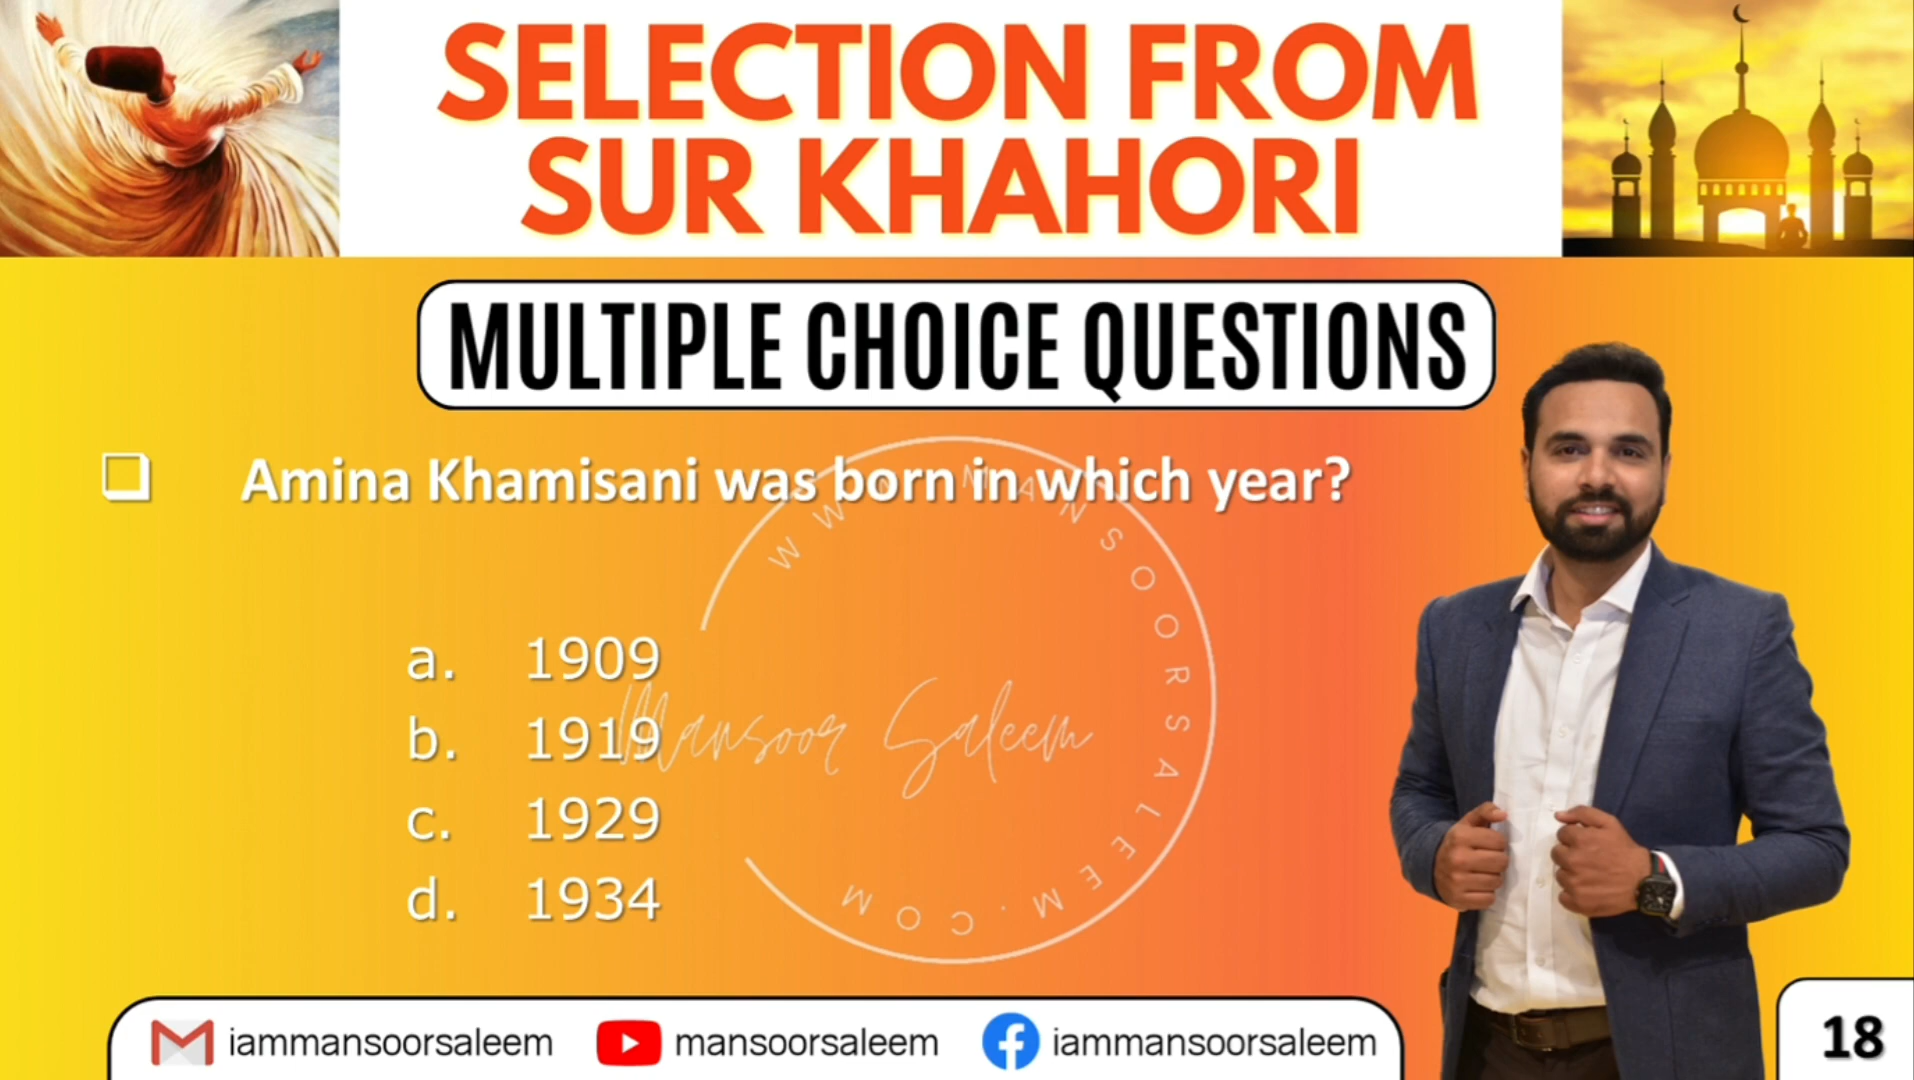 SELECTION FROM
SUR KHAHORI
MULTIPLE CHOICE QUESTIONS
Amina Khamisani was born in which year?
a. 1909
b. 1919
c. 1929
d. 1934
WWW.MANSOORSALEEM.COM
Mansoor Saleem
iammansoorsaleem mansoorsaleem iammansoorsaleem
18